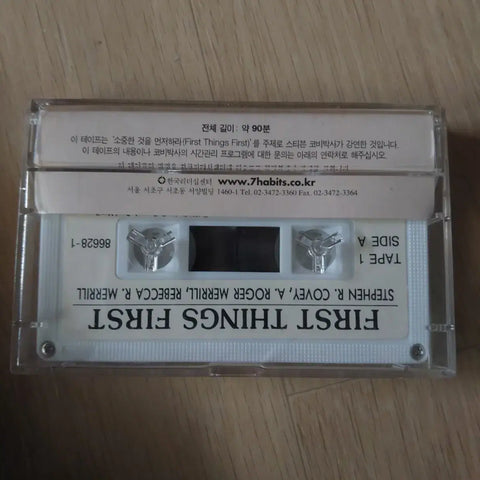 전체 길이 : 약 90분
이 테이프는 '소중한 것을 먼저하라(First Things First)'를 주제로 스티븐 코비박사가 강연한 것입니다.
이 테이프의 내용이나 코비박사의 시간관리 프로그램에 대한 문의는 아래의 연락처로 해주십시오.
한국리더십센터 www.7habits.co.kr
서울 서초구 서초동 서양빌딩 1460-1 Tel. 02-3472-3360 Fax. 02-3472-3364
FIRST THINGS FIRST
STEPHEN R. COVEY, A. ROGER MERRILL, REBECCA R. MERRILL
TAPE 1
SIDE A
86628-1